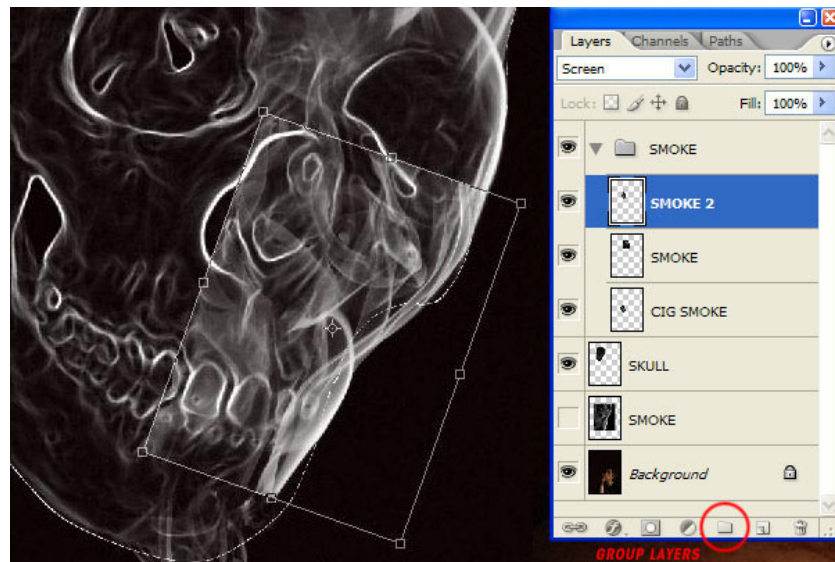 Layers Channels Paths
Screen Opacity: 100%
Lock: Fill: 100%
SMOKE
SMOKE 2
SMOKE
CIG SMOKE
SKULL
SMOKE
Background
GROUP LAYERS